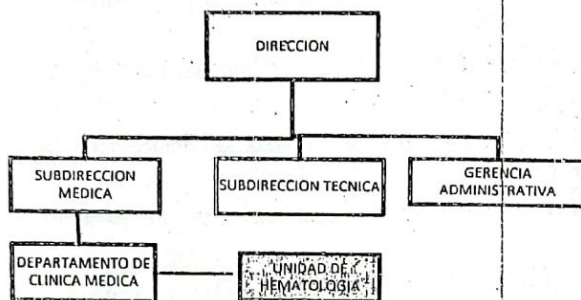 DIRECCION
SUBDIRECCION
MEDICA
SUBDIRECCION TECNICA
GERENCIA
ADMINISTRATIVA
DEPARTAMENTO DE
CLINICA MEDICA
UNIDAD DE
HEMATOLOGIA